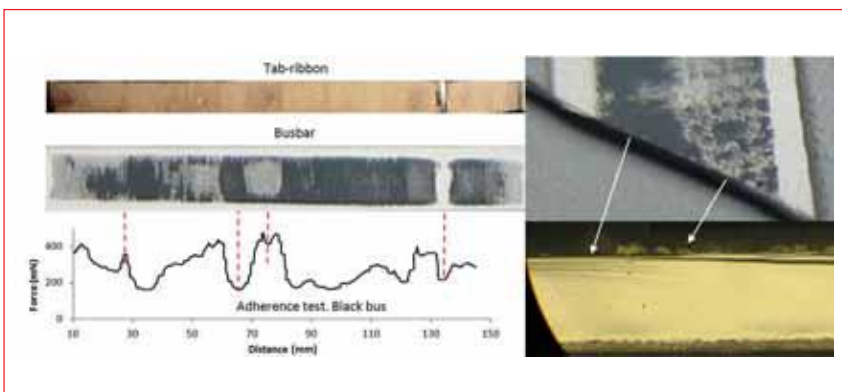 Tab-ribbon
Busbar
400
200
0
Force (mN)
Adherence test. Black bus
10 30 50 70 90 110 130 150
Distance (mm)